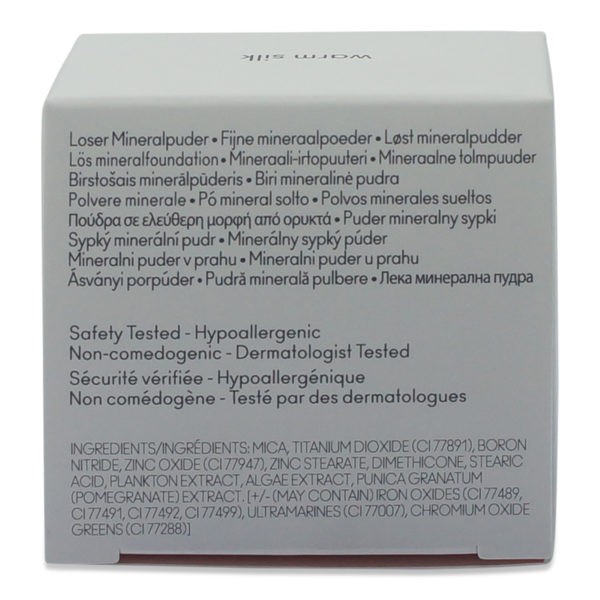 warm silk
Loser Mineralpuder • Fijne mineraalpoeder • Løst mineralpudder
Lös mineralfoundation • Mineraali-irtopuuteri • Mineraalne tolmpuuder
Birstošais minerālpūderis • Biri mineralinė pudra
Polvere minerale • Pó mineral solto • Polvos minerales sueltos
Πούδρα σε ελεύθερη μορφή από ορυκτά • Puder mineralny sypki
Sypký minerální pudr • Minerálny sypký púder
Mineralni puder v prahu • Mineralni puder u prahu
Ásványi porpúder • Pudră minerală pulbere • Лека минерална пудра
Safety Tested - Hypoallergenic
Non-comedogenic - Dermatologist Tested
Sécurité vérifiée - Hypoallergénique
Non comédogène - Testé par des dermatologues
INGREDIENTS/INGRÉDIENTS: MICA, TITANIUM DIOXIDE (CI 77891), BORON
NITRIDE, ZINC OXIDE (CI 77947), ZINC STEARATE, DIMETHICONE, STEARIC
ACID, PLANKTON EXTRACT, ALGAE EXTRACT, PUNICA GRANATUM
(POMEGRANATE) EXTRACT. [+/- (MAY CONTAIN) IRON OXIDES (CI 77489,
CI 77491, CI 77492, CI 77499), ULTRAMARINES (CI 77007), CHROMIUM OXIDE
GREENS (CI 77288)]